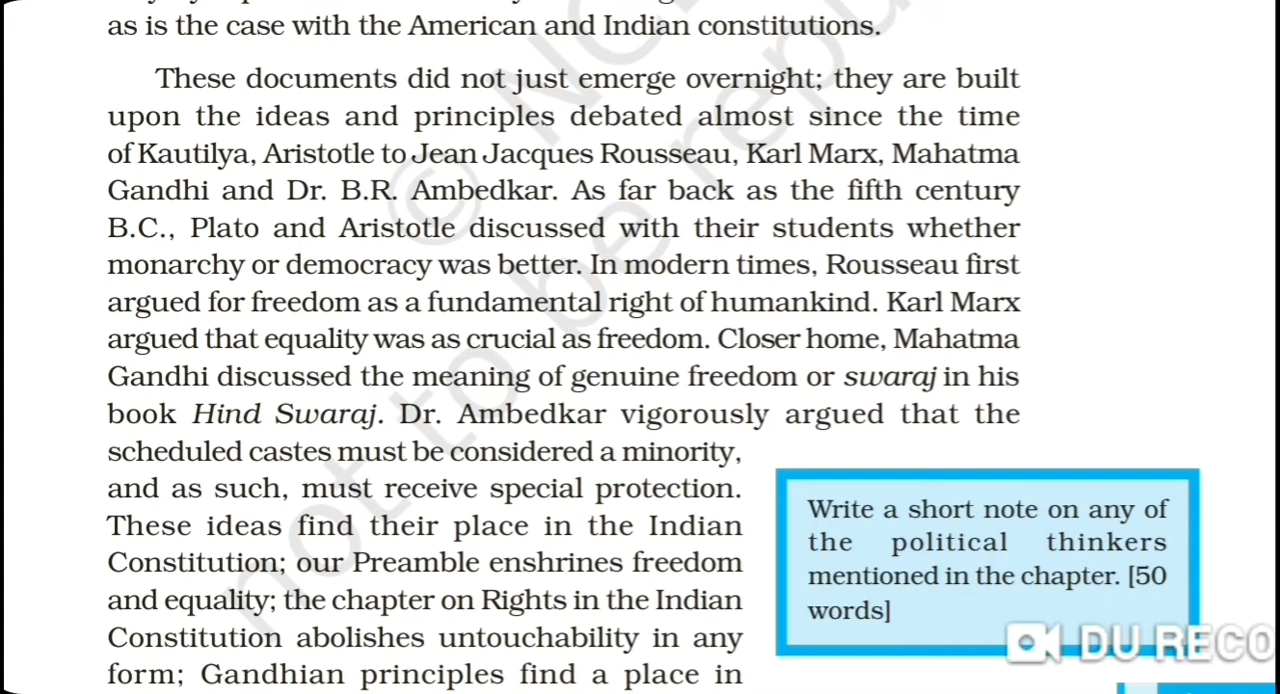 as is the case with the American and Indian constitutions.
These documents did not just emerge overnight; they are built
upon the ideas and principles debated almost since the time
of Kautilya, Aristotle to Jean Jacques Rousseau, Karl Marx, Mahatma
Gandhi and Dr. B.R. Ambedkar. As far back as the fifth century
B.C., Plato and Aristotle discussed with their students whether
monarchy or democracy was better. In modern times, Rousseau first
argued for freedom as a fundamental right of humankind. Karl Marx
argued that equality was as crucial as freedom. Closer home, Mahatma
Gandhi discussed the meaning of genuine freedom or swaraj in his
book Hind Swaraj. Dr. Ambedkar vigorously argued that the
scheduled castes must be considered a minority,
and as such, must receive special protection.
These ideas find their place in the Indian
Constitution; our Preamble enshrines freedom
and equality; the chapter on Rights in the Indian
Constitution abolishes untouchability in any
form; Gandhian principles find a place in
Write a short note on any of
the political thinkers
mentioned in the chapter. [50
words]
DU RECO
© NC
not to be repu